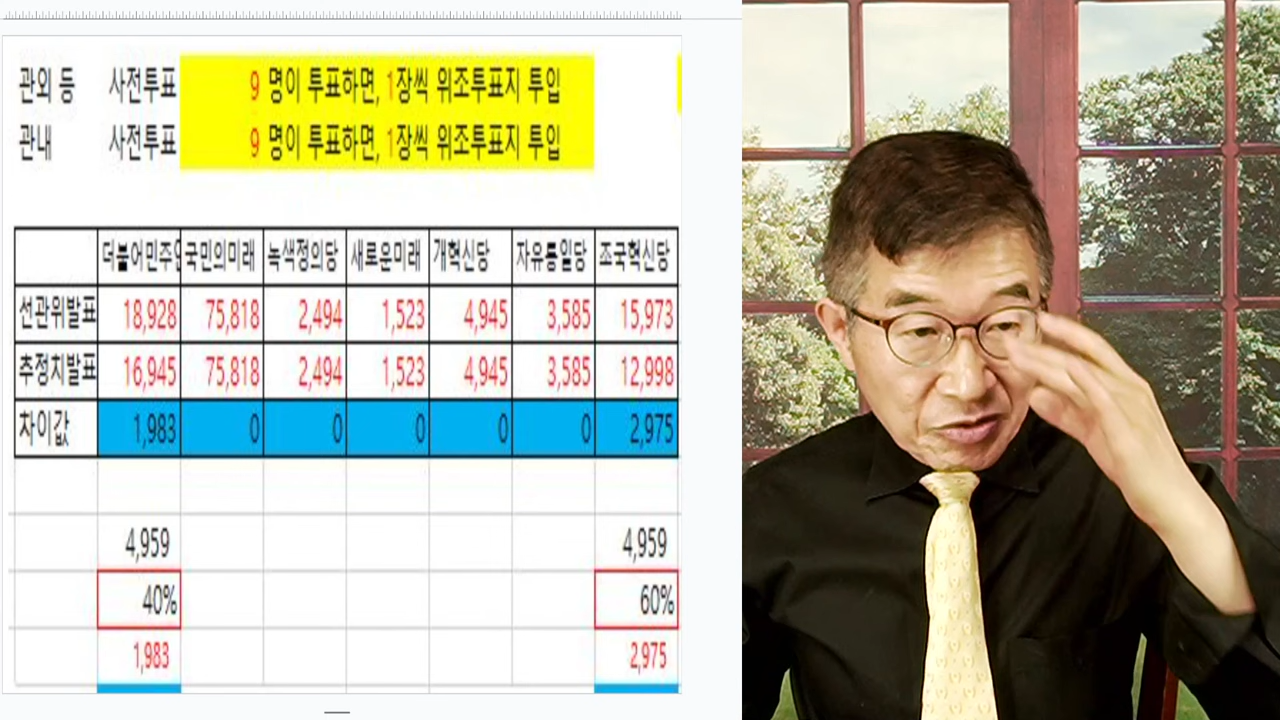 관외 등 사전투표 9 명이 투표하면, 1장씩 위조투표지 투입
관내 사전투표 9 명이 투표하면, 1장씩 위조투표지 투입
더불어민주연 국민의미래 녹색정의당 새로운미래 개혁신당 자유통일당 조국혁신당
선관위발표 18,928 75,818 2,494 1,523 4,945 3,585 15,973
추정치발표 16,945 75,818 2,494 1,523 4,945 3,585 12,998
차이값 1,983 0 0 0 0 0 2,975
4,959 4,959
40% 60%
1,983 2,975